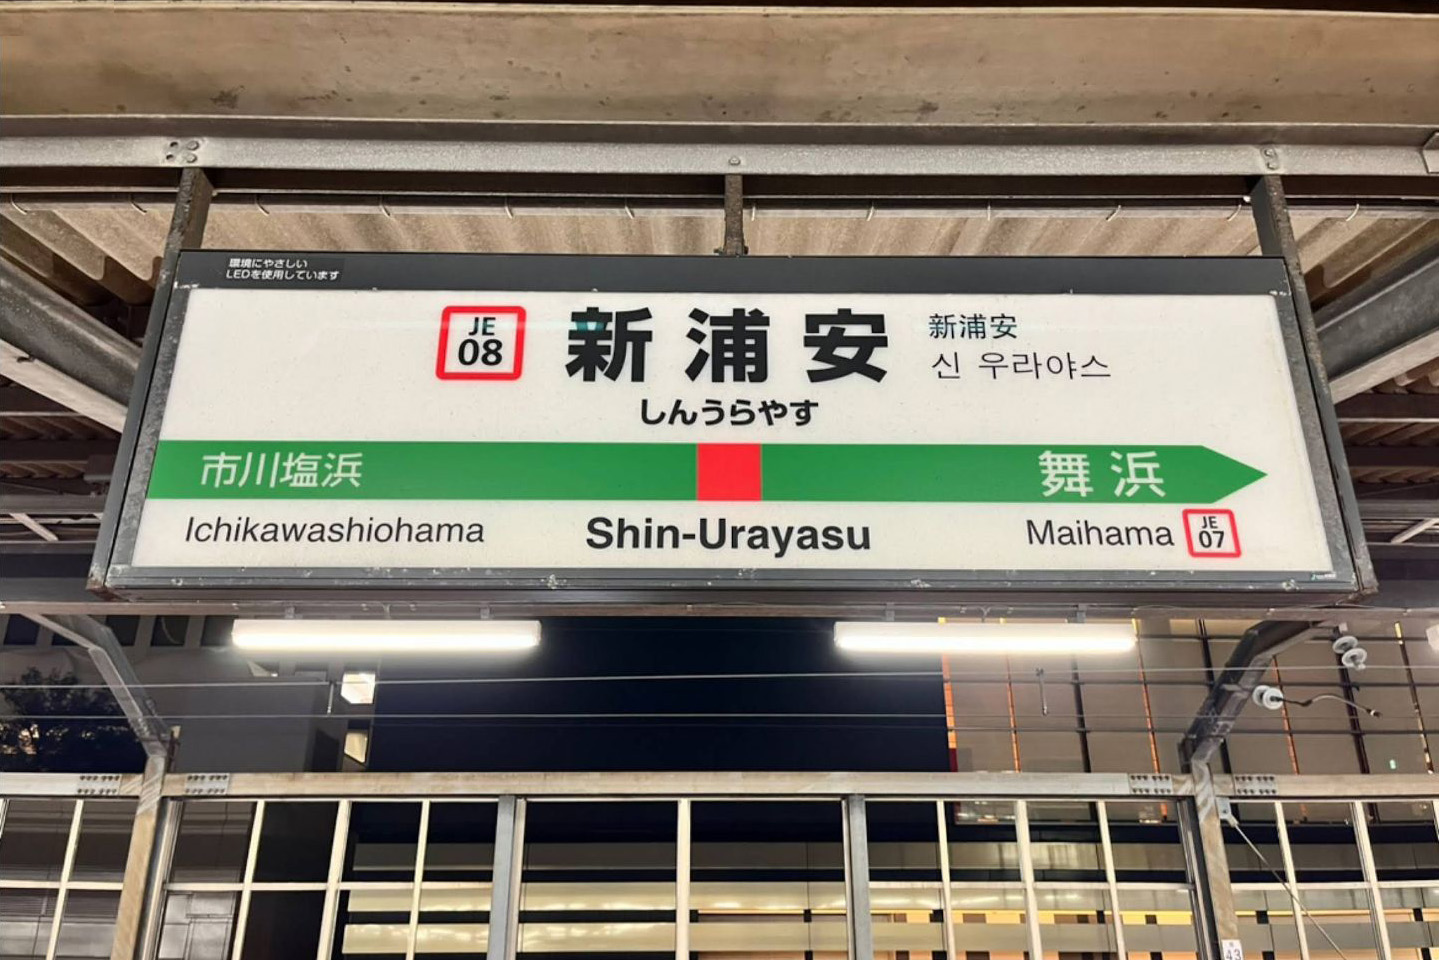 環境にやさしい
LEDを使用しています
JE
08
新浦安
新浦安
신 우라야스
しんうらやす
市川塩浜
舞浜
Ichikawashiohama
Shin-Urayasu
Maihama
JE
07
43